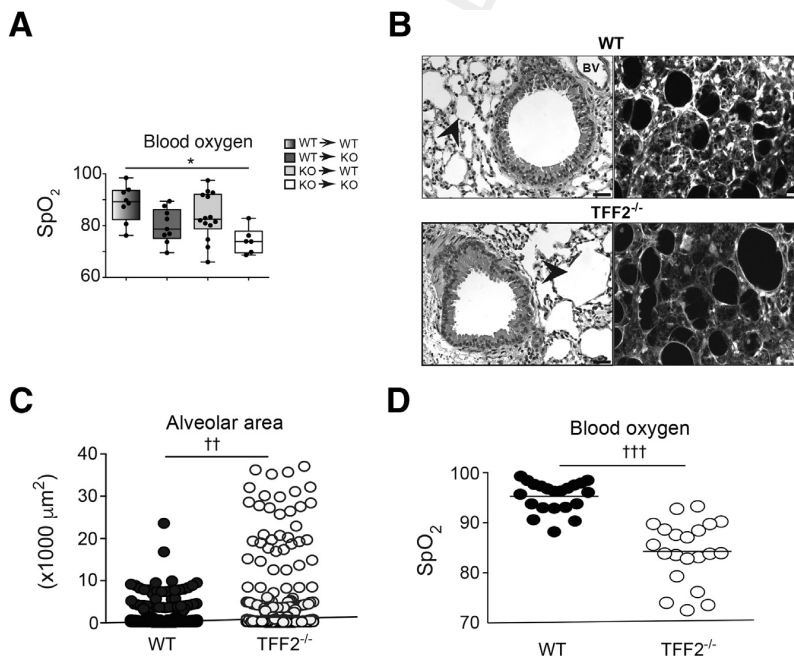 A
Blood oxygen
*
SpO2
100
80
60
WT → WT
WT → KO
KO → WT
KO → KO
B
WT
BV
TFF2-/-
C
Alveolar area
††
(x1000 µm2)
40
30
20
10
0
WT
TFF2-/-
D
Blood oxygen
†††
SpO2
100
90
80
70
WT
TFF2-/-